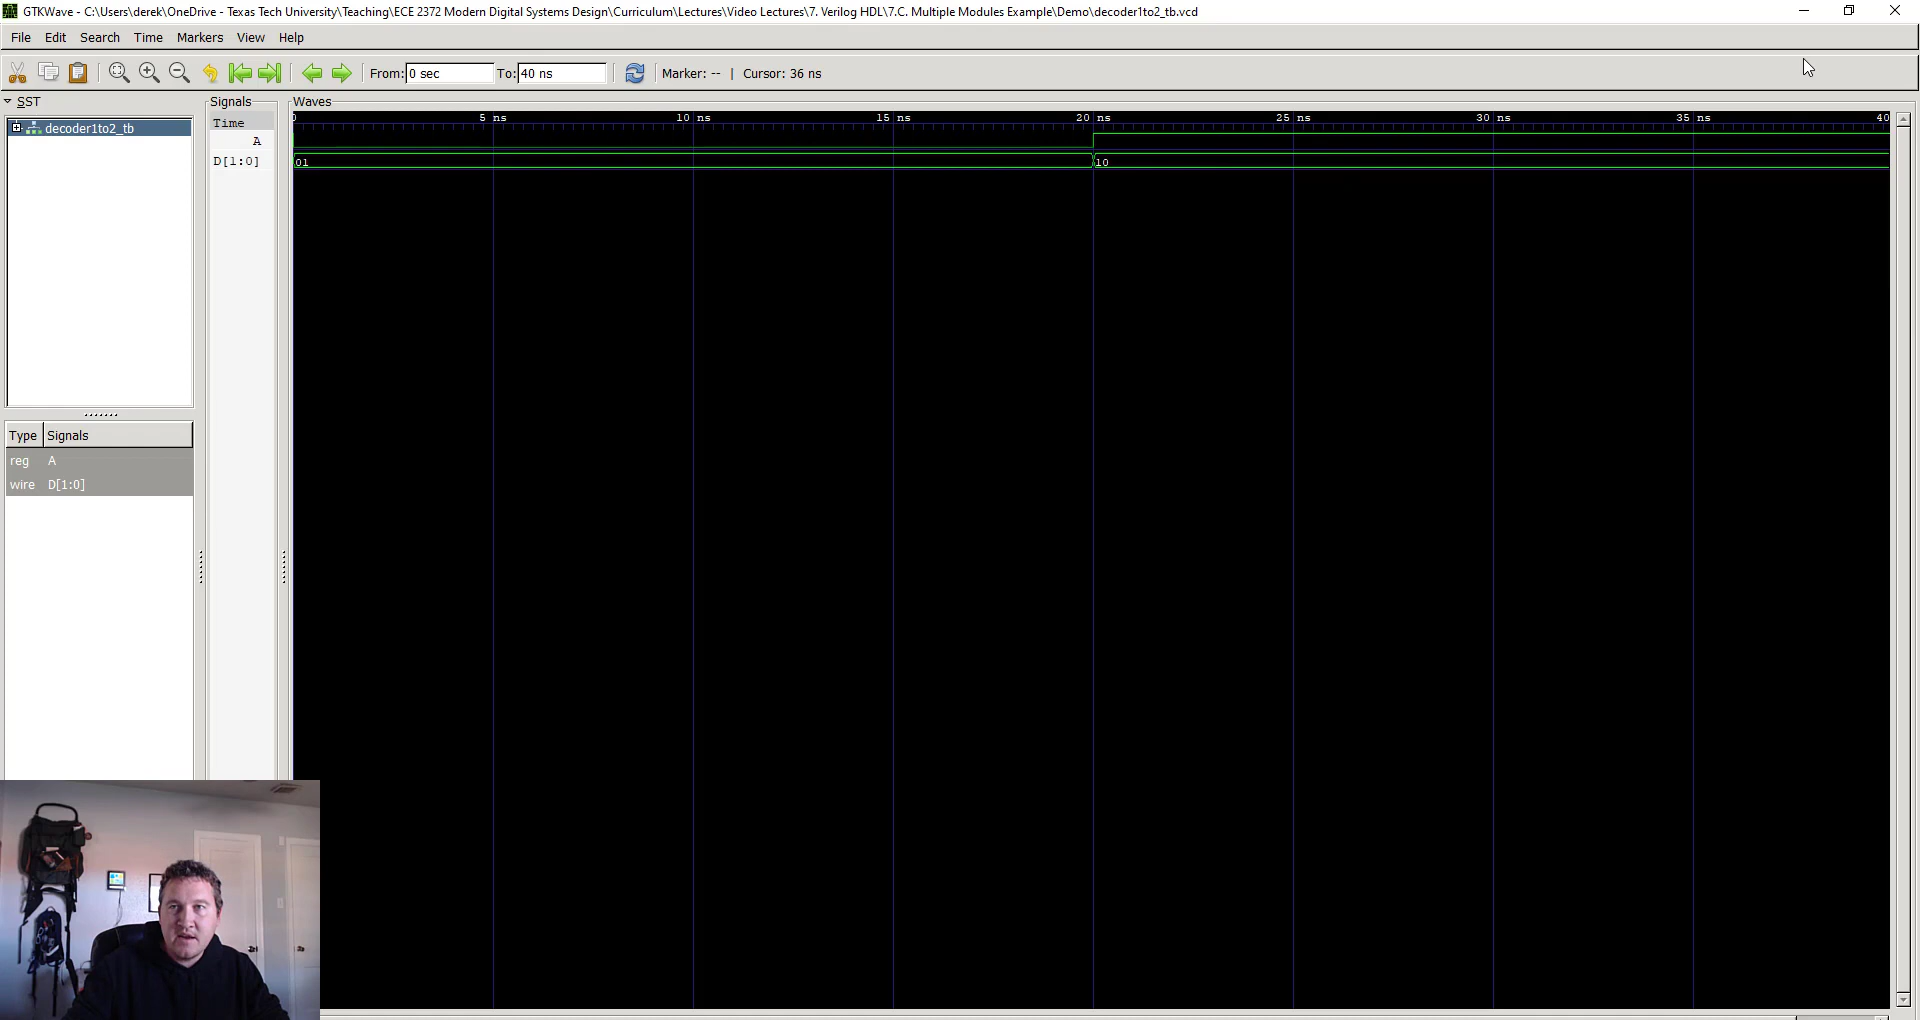 GTKWave - C:\Users\derek\OneDrive - Texas Tech University\Teaching\ECE 2372 Modern Digital Systems Design\Curriculum\Lectures\Video Lectures\7. Verilog HDL\7.C. Multiple Modules Example\Demo\decoder1to2_tb.vcd
File Edit Search Time Markers View Help
From: 0 sec To: 40 ns Marker: -- | Cursor: 36 ns
SST
decoder1to2_tb
Type Signals
reg A
wire D[1:0]
Signals
Time
A
D[1:0]
Waves
0 5 ns 10 ns 15 ns 20 ns 25 ns 30 ns 35 ns 40
01 10